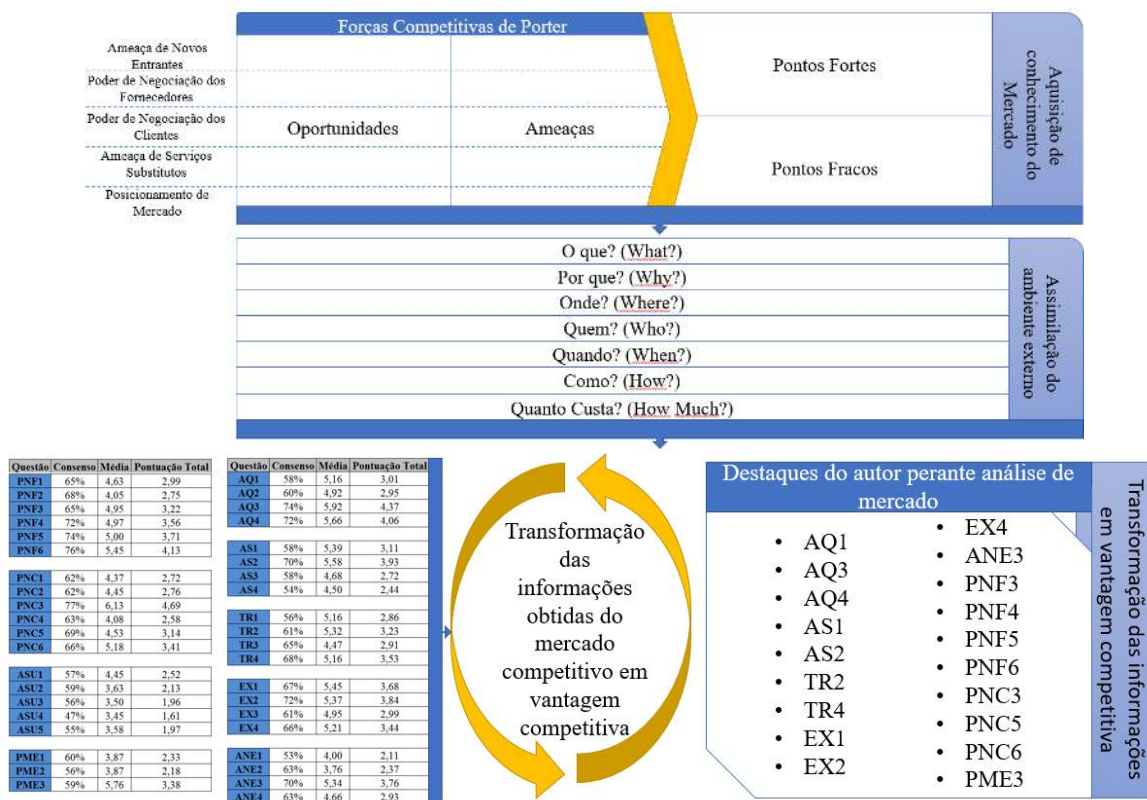 Forças Competitivas de Porter
Ameaça de Novos
Entrantes
Poder de Negociação dos
Fornecedores
Poder de Negociação dos
Clientes
Ameaça de Serviços
Substitutos
Posicionamento de
Mercado
Oportunidades
Ameaças
Pontos Fortes
Pontos Fracos
Aquisição de
conhecimento do
Mercado
O que? (What?)
Por que? (Why?)
Onde? (Where?)
Quem? (Who?)
Quando? (When?)
Como? (How?)
Quanto Custa? (How Much?)
Assimilação do
ambiente externo
Questão Consenso Média Pontuação Total
PNF1 65% 4,63 2,99
PNF2 68% 4,05 2,75
PNF3 65% 4,95 3,22
PNF4 72% 4,97 3,56
PNF5 74% 5,00 3,71
PNF6 76% 5,45 4,13
PNC1 62% 4,37 2,72
PNC2 62% 4,45 2,76
PNC3 77% 6,13 4,69
PNC4 63% 4,08 2,58
PNC5 69% 4,53 3,14
PNC6 66% 5,18 3,41
ASU1 57% 4,45 2,52
ASU2 59% 3,63 2,13
ASU3 56% 3,50 1,96
ASU4 47% 3,45 1,61
ASU5 55% 3,58 1,97
PME1 60% 3,87 2,33
PME2 56% 3,87 2,18
PME3 59% 5,76 3,38
Questão Consenso Média Pontuação Total
AQ1 58% 5,16 3,01
AQ2 60% 4,92 2,95
AQ3 74% 5,92 4,37
AQ4 72% 5,66 4,06
AS1 58% 5,39 3,11
AS2 70% 5,58 3,93
AS3 58% 4,68 2,72
AS4 54% 4,50 2,44
TR1 56% 5,16 2,86
TR2 61% 5,32 3,23
TR3 65% 4,47 2,91
TR4 68% 5,16 3,53
EX1 67% 5,45 3,68
EX2 72% 5,37 3,84
EX3 61% 4,95 2,99
EX4 66% 5,21 3,44
ANE1 53% 4,00 2,11
ANE2 63% 3,76 2,37
ANE3 70% 5,34 3,76
ANE4 63% 4,66 2,93
Transformação
das
informações
obtidas do
mercado
competitivo em
vantagem
competitiva
Destaques do autor perante análise de
mercado
• AQ1
• AQ3
• AQ4
• AS1
• AS2
• TR2
• TR4
• EX1
• EX2
• EX4
• ANE3
• PNF3
• PNF4
• PNF5
• PNF6
• PNC3
• PNC5
• PNC6
• PME3
Transformação das informações
em vantagem competitiva